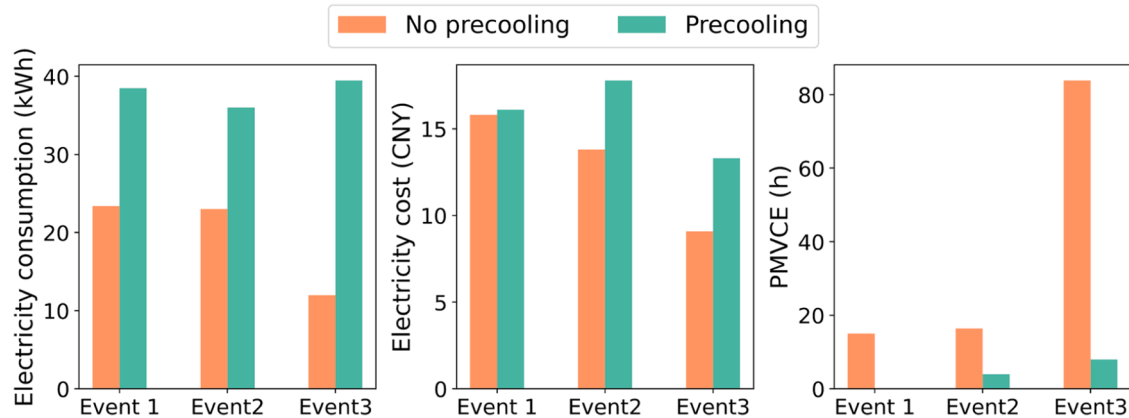 No precooling
Precooling
Electricity consumption (kWh)
40
30
20
10
0
Event 1
Event2
Event3
Electricity cost (CNY)
15
10
5
0
Event 1
Event2
Event3
PMVCE (h)
80
60
40
20
0
Event 1
Event2
Event3